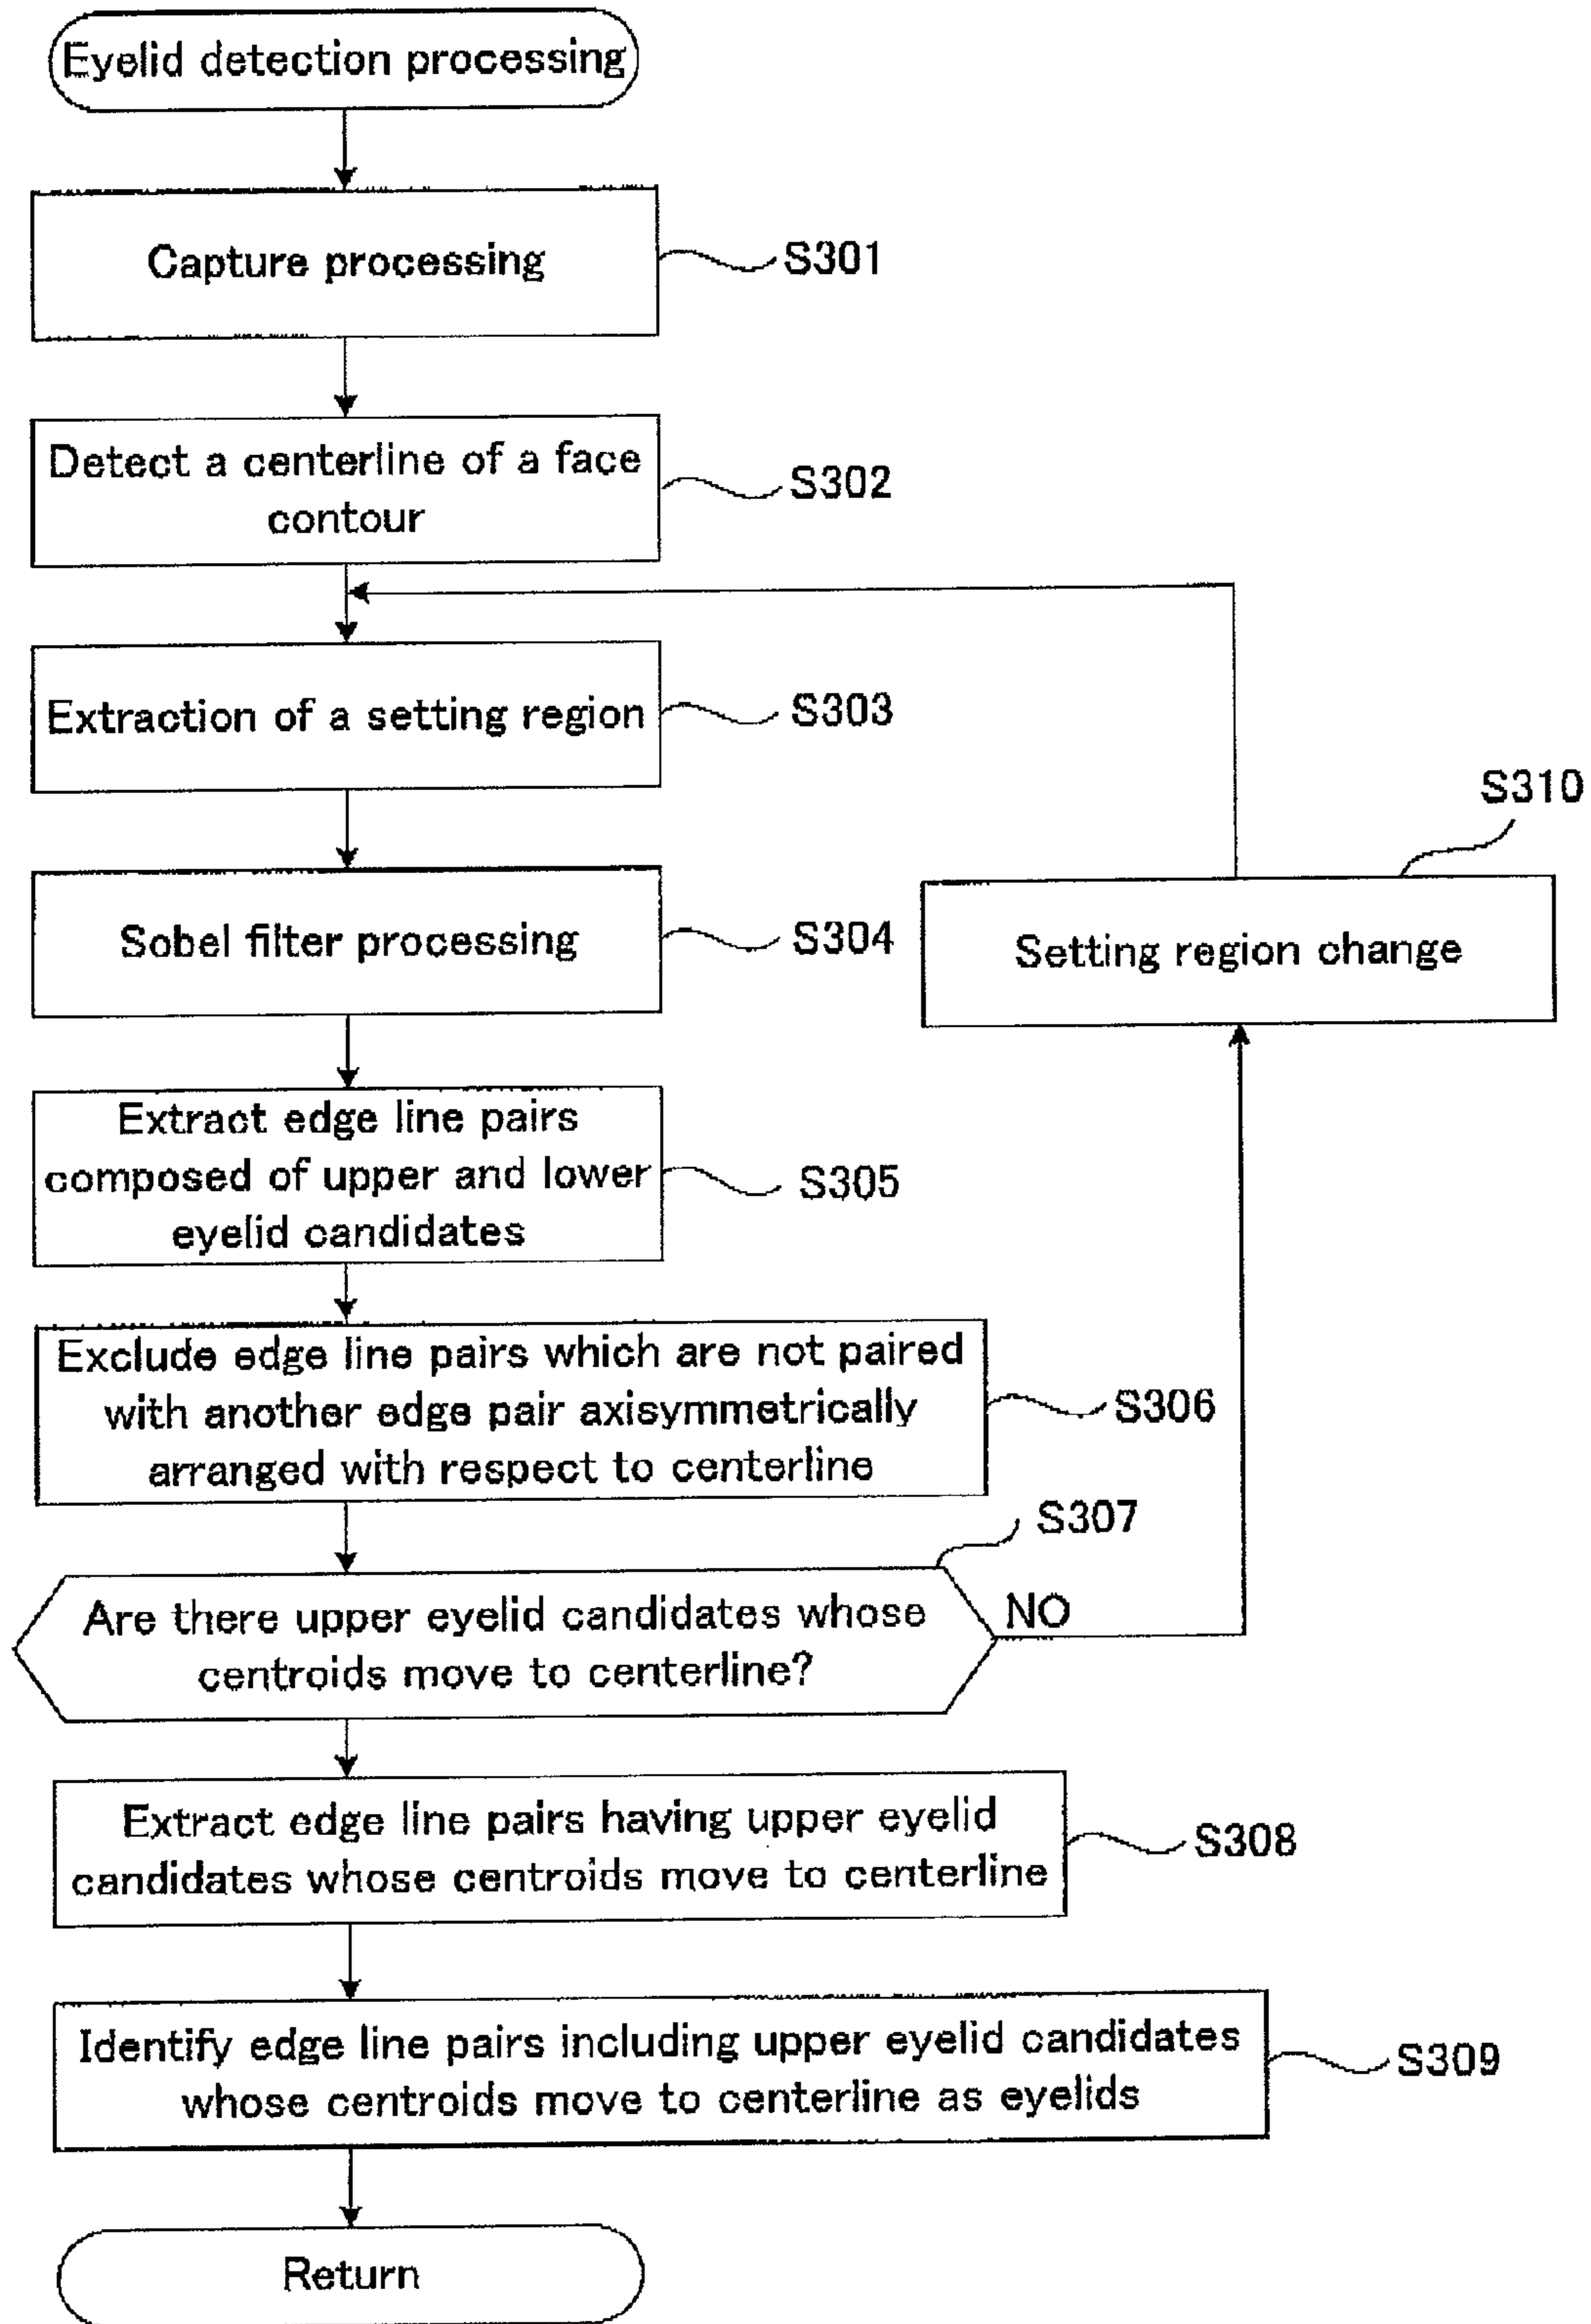 Eyelid detection processing
Capture processing
S301
Detect a centerline of a face
contour
S302
Extraction of a setting region
S303
S310
Sobel filter processing
S304
Setting region change
Extract edge line pairs
composed of upper and lower
eyelid candidates
S305
Exclude edge line pairs which are not paired
with another edge pair axisymmetrically
arranged with respect to centerline
S306
S307
Are there upper eyelid candidates whose
centroids move to centerline?
NO
Extract edge line pairs having upper eyelid
candidates whose centroids move to centerline
S308
Identify edge line pairs including upper eyelid candidates
whose centroids move to centerline as eyelids
S309
Return